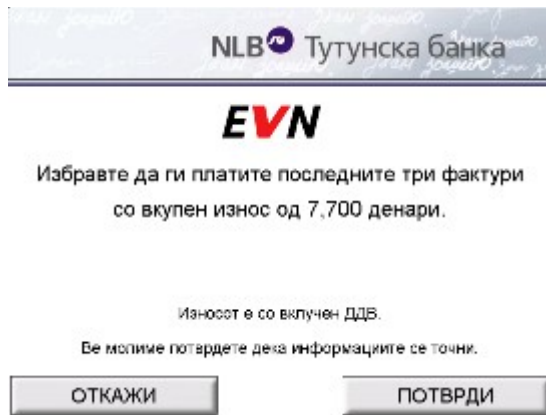 NLB Тутунска банка
EVN
Избравте да ги платите последните три фактури
со вкупен износ од 7,700 денари.
Износот е со вклучен ДДВ.
Ве молиме потврдете дека информациите се точни.
ОТКАЖИ ПОТВРДИ